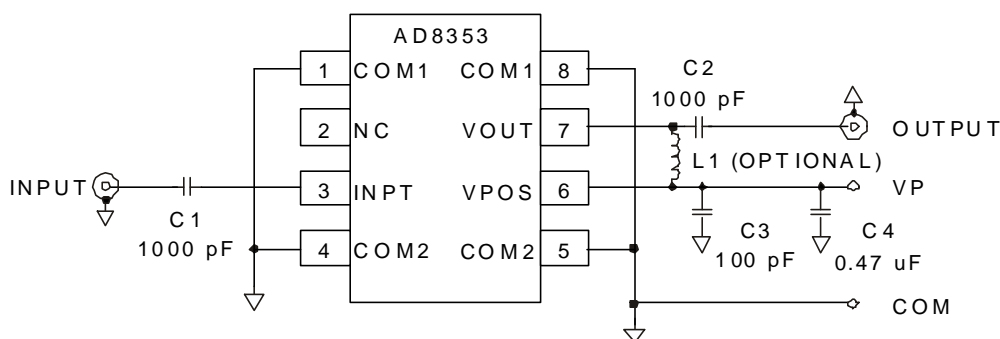 AD8353
1 COM1 COM1 8
2 NC VOUT 7
3 INPT VPOS 6
4 COM2 COM2 5
INPUT
C1
1000 pF
C2
1000 pF
OUTPUT
L1 (OPTIONAL)
VP
C3
100 pF
C4
0.47 uF
COM